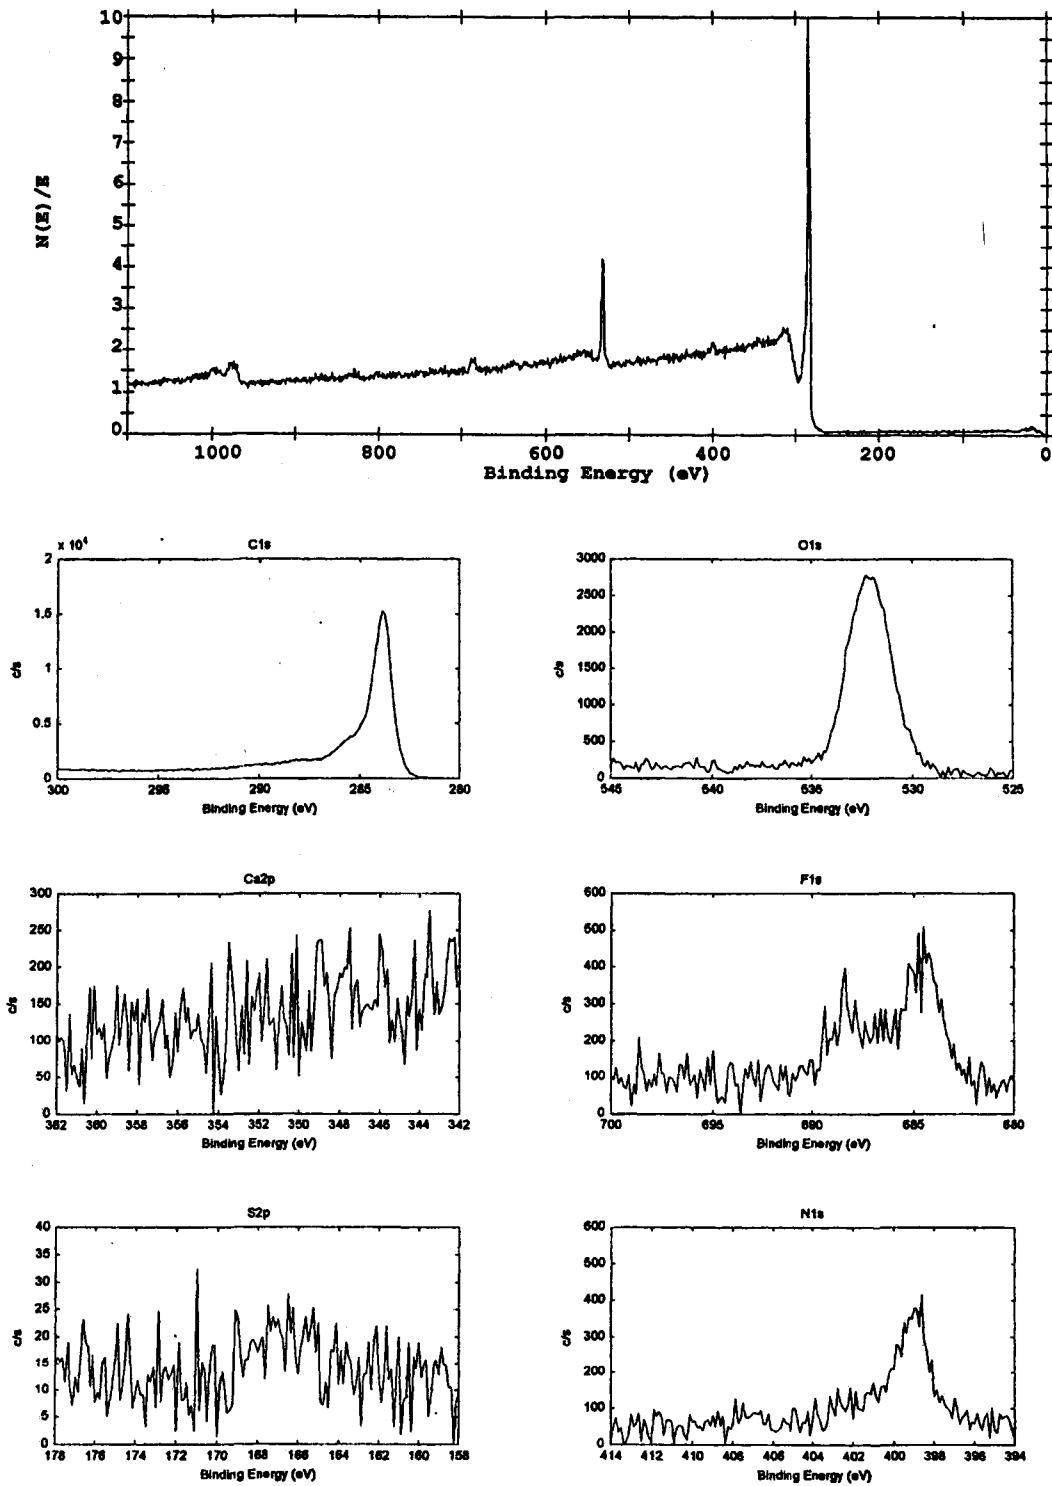 10
9
8
7
6
5
4
3
2
1
0
N(E)/E
1000 800 600 400 200 0
Binding Energy (eV)
C1s
x 10⁴
2
1.5
1
0.5
0
c/s
300 295 290 285 280
Binding Energy (eV)
O1s
3000
2500
2000
1500
1000
500
0
c/s
545 540 535 530 525
Binding Energy (eV)
Ca2p
300
250
200
150
100
50
0
c/s
362 360 358 356 354 352 350 348 346 344 342
Binding Energy (eV)
F1s
600
500
400
300
200
100
0
c/s
700 695 690 685 680
Binding Energy (eV)
S2p
40
35
30
25
20
15
10
5
0
c/s
178 176 174 172 170 168 166 164 162 160 158
Binding Energy (eV)
N1s
600
500
400
300
200
100
0
c/s
414 412 410 408 406 404 402 400 398 396 394
Binding Energy (eV)